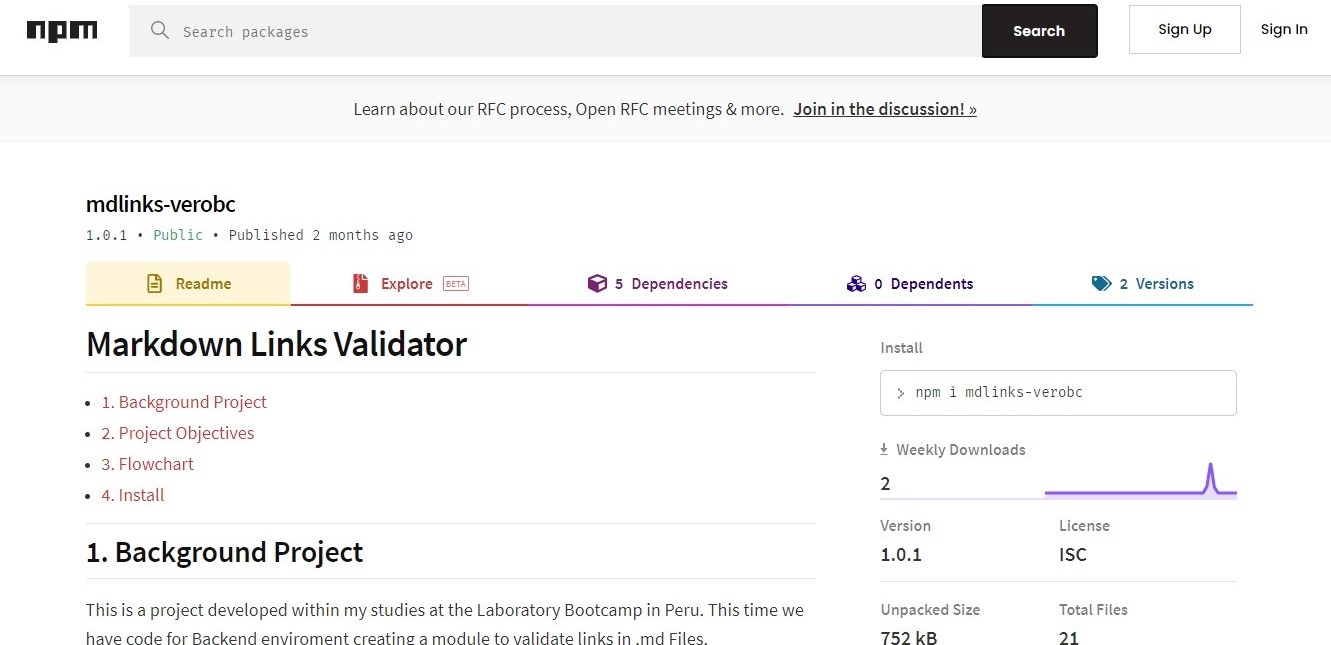 npm
Search packages
Search
Sign Up
Sign In
Learn about our RFC process, Open RFC meetings & more. Join in the discussion! »
mdlinks-verobc
1.0.1 • Public • Published 2 months ago
Readme
Explore BETA
5 Dependencies
0 Dependents
2 Versions
Markdown Links Validator
• 1. Background Project
• 2. Project Objectives
• 3. Flowchart
• 4. Install
1. Background Project
This is a project developed within my studies at the Laboratory Bootcamp in Peru. This time we
have code for Backend enviroment creating a module to validate links in .md Files.
Install
> npm i mdlinks-verobc
Weekly Downloads
2
Version
1.0.1
License
ISC
Unpacked Size
752 kB
Total Files
21